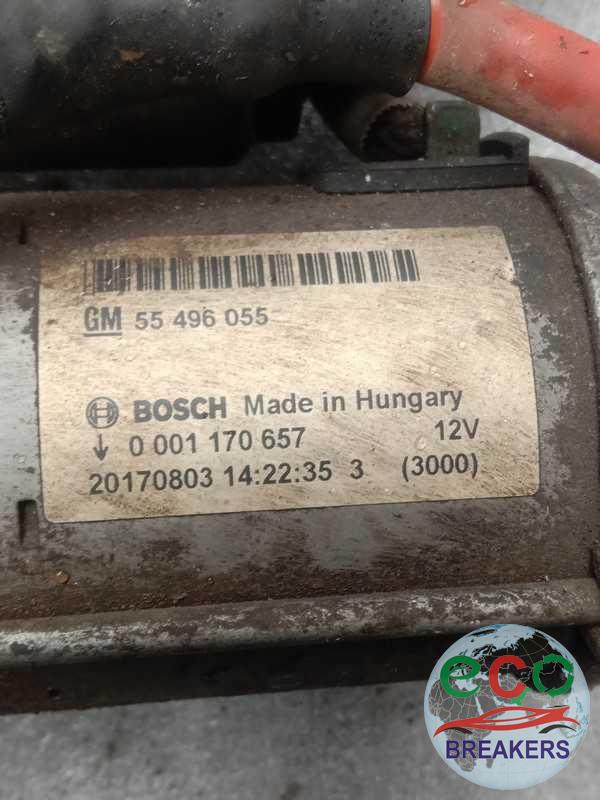 GM 55 496 055
BOSCH Made in Hungary
0 001 170 657 12V
20170803 14:22:35 3 (3000)
eco
BREAKERS